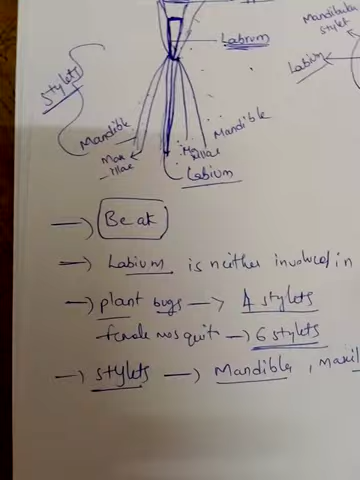 Labrum
Mandibular
stylet
Labium
Stylets
Mandible
Mandible
Max
illae
Maxillae
Labium
→ Beak
→ Labium is neither involved in
→ plant bugs → 4 stylets
female mosquito → 6 stylets
→ stylets → Mandible, maxil